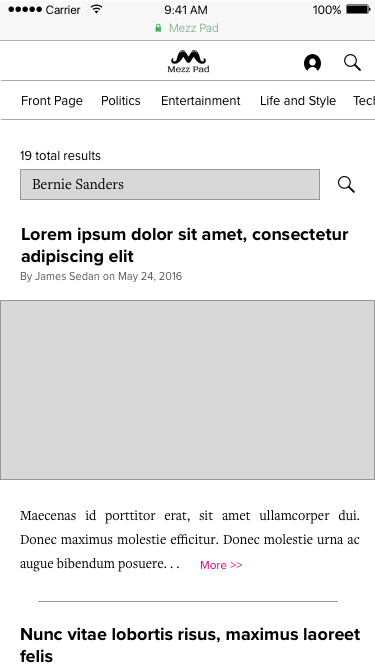 Carrier 9:41 AM 100%
Mezz Pad
Mezz Pad
Front Page Politics Entertainment Life and Style Tech
19 total results
Bernie Sanders
Lorem ipsum dolor sit amet, consectetur
adipiscing elit
By James Sedan on May 24, 2016
Maecenas id porttitor erat, sit amet ullamcorper dui.
Donec maximus molestie efficitur. Donec molestie urna ac
augue bibendum posuere. . . More >>
Nunc vitae lobortis risus, maximus laoreet
felis